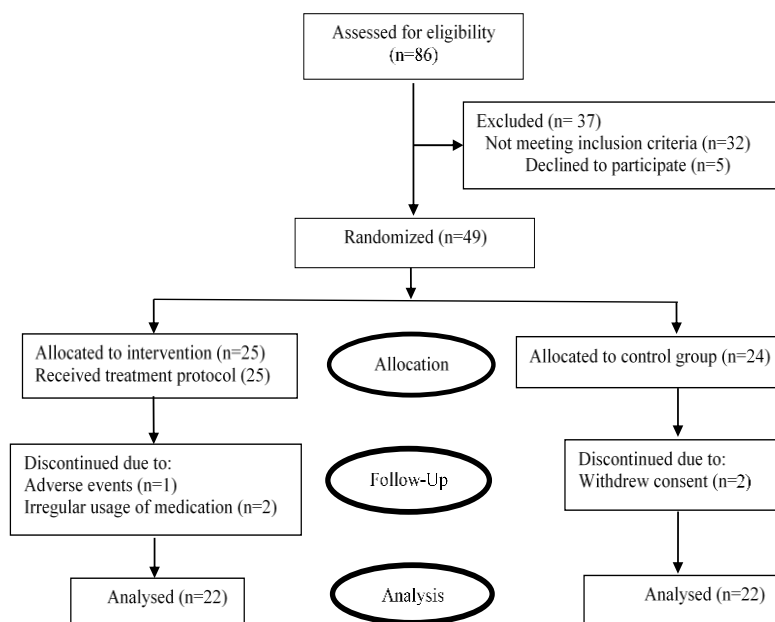 Assessed for eligibility
(n=86)
Excluded (n= 37)
Not meeting inclusion criteria (n=32)
Declined to participate (n=5)
Randomized (n=49)
Allocated to intervention (n=25)
Received treatment protocol (25)
Allocation
Allocated to control group (n=24)
Discontinued due to:
Adverse events (n=1)
Irregular usage of medication (n=2)
Follow-Up
Discontinued due to:
Withdrew consent (n=2)
Analysed (n=22)
Analysis
Analysed (n=22)